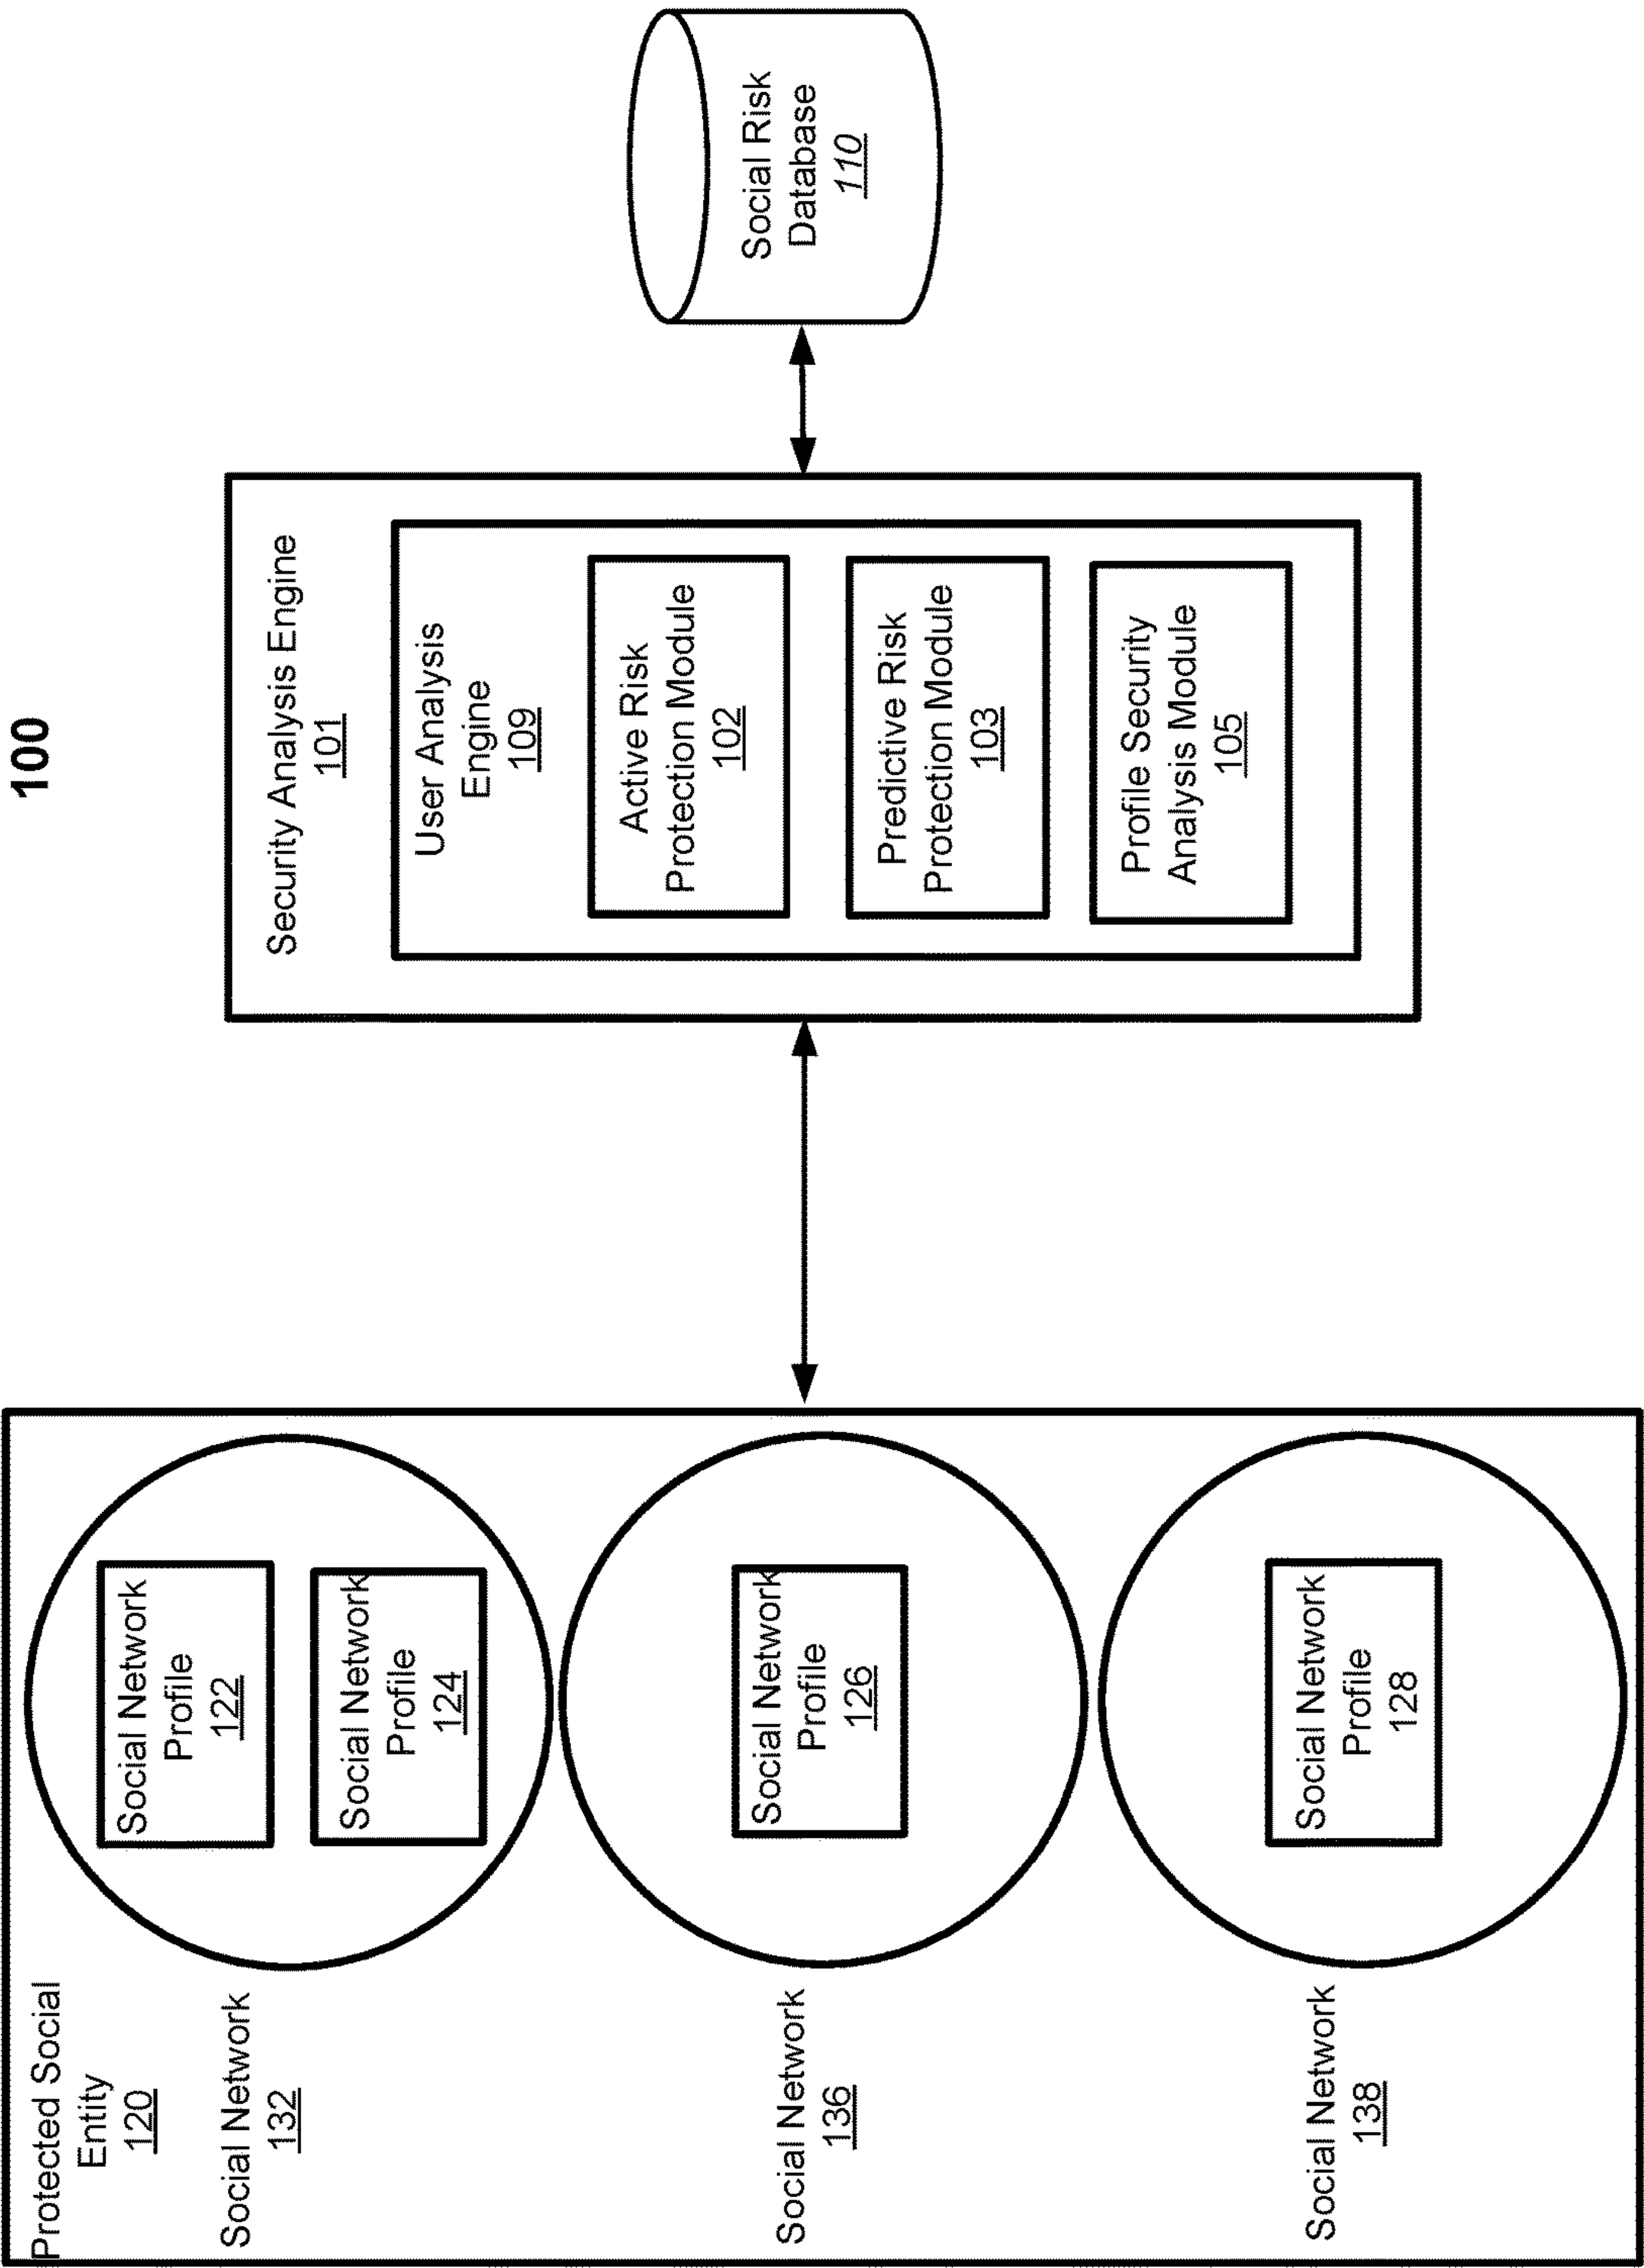 100
Protected Social
Entity
120
Social Network
132
Social Network
Profile
122
Social Network
Profile
124
Social Network
136
Social Network
Profile
126
Social Network
138
Social Network
Profile
128
Security Analysis Engine
101
User Analysis
Engine
109
Active Risk
Protection Module
102
Predictive Risk
Protection Module
103
Profile Security
Analysis Module
105
Social Risk
Database
110